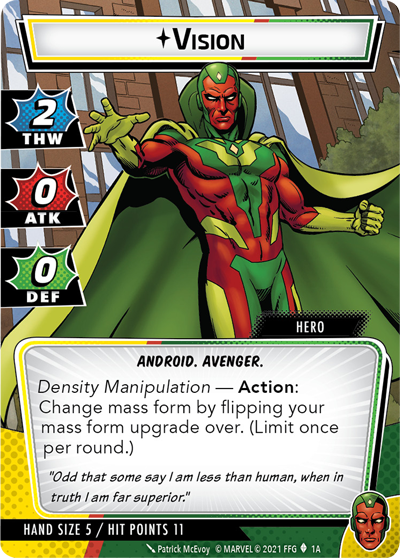 Vision
2
THW
0
ATK
0
DEF
HERO
ANDROID. AVENGER.
Density Manipulation — Action:
Change mass form by flipping your
mass form upgrade over. (Limit once
per round.)
"Odd that some say I am less than human, when in
truth I am far superior."
HAND SIZE 5 / HIT POINTS 11
Patrick McEvoy © MARVEL © 2021 FFG 1A